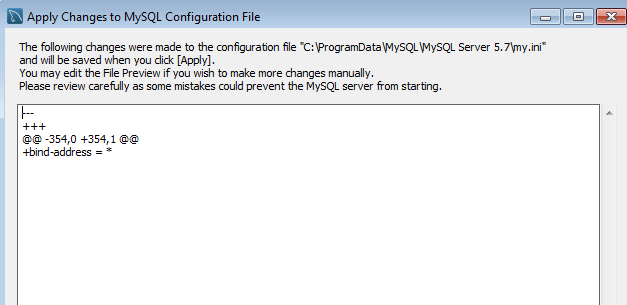 Apply Changes to MySQL Configuration File
The following changes were made to the configuration file "C:\ProgramData\MySQL\MySQL Server 5.7\my.ini"
and will be saved when you click [Apply].
You may edit the File Preview if you wish to make more changes manually.
Please review carefully as some mistakes could prevent the MySQL server from starting.
---
+++
@@ -354,0 +354,1 @@
+bind-address = *